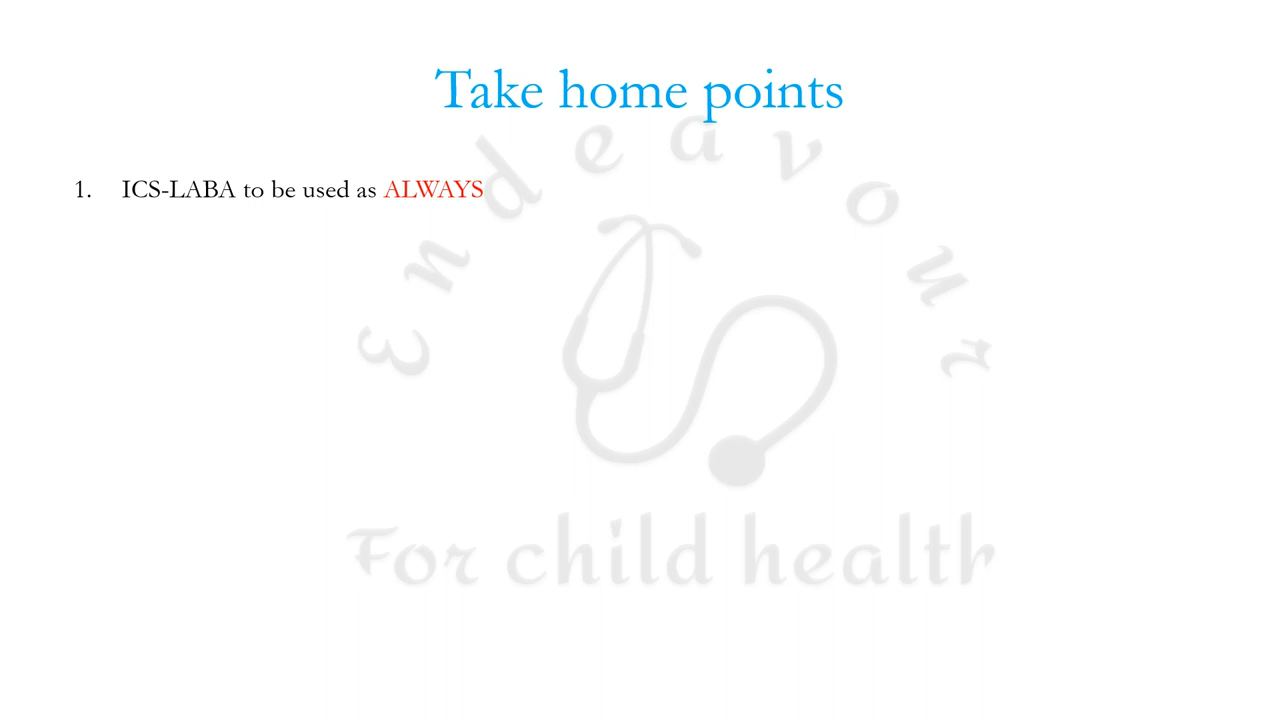 Take home points
Endeavour
1. ICS-LABA to be used as ALWAYS
For child health